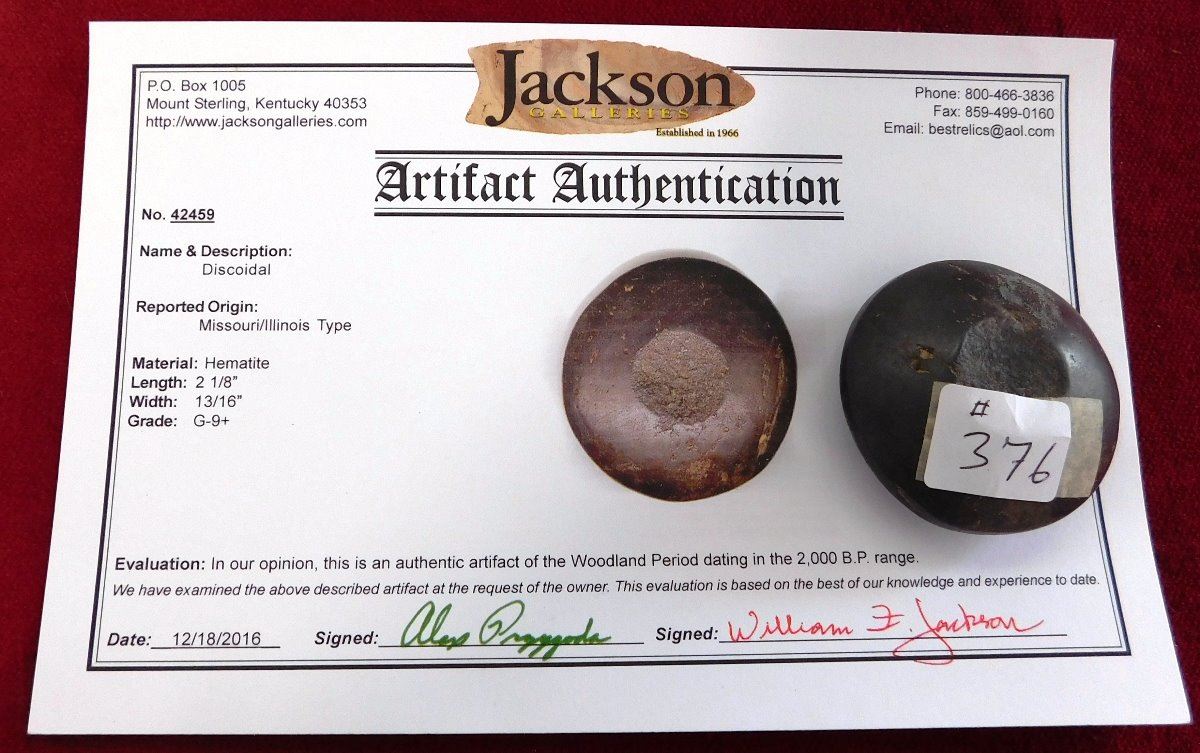 P.O. Box 1005
Mount Sterling, Kentucky 40353
http://www.jacksongalleries.com
Jackson
GALLERIES
Established in 1966
Phone: 800-466-3836
Fax: 859-499-0160
Email: bestrelics@aol.com
Artifact Authentication
No. 42459
Name & Description:
Discoidal
Reported Origin:
Missouri/Illinois Type
Material: Hematite
Length: 2 1/8”
Width: 13/16”
Grade: G-9+
#
376
Evaluation: In our opinion, this is an authentic artifact of the Woodland Period dating in the 2,000 B.P. range.
We have examined the above described artifact at the request of the owner. This evaluation is based on the best of our knowledge and experience to date.
Date: 12/18/2016 Signed: Alex Przygoda Signed: William F. Jackson